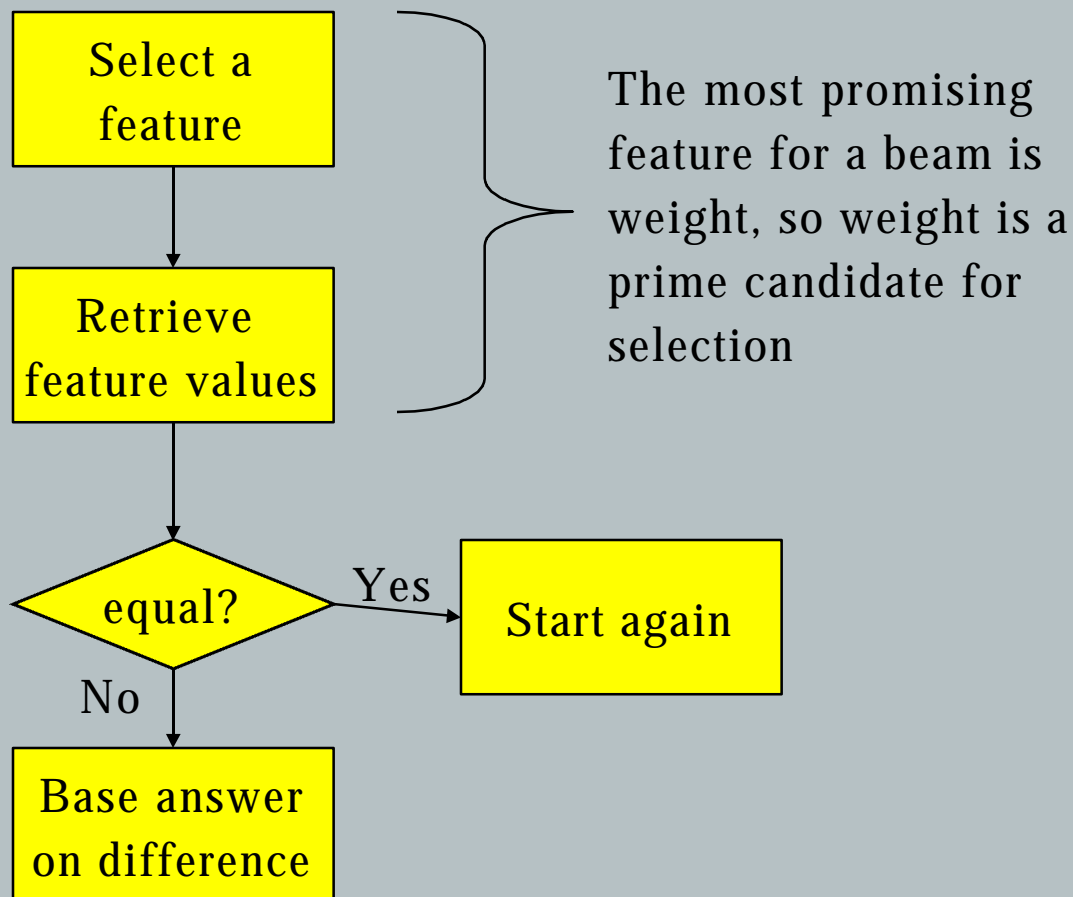 Select a
feature
The most promising
feature for a beam is
weight, so weight is a
prime candidate for
selection
Retrieve
feature values
equal?
Yes
Start again
No
Base answer
on difference